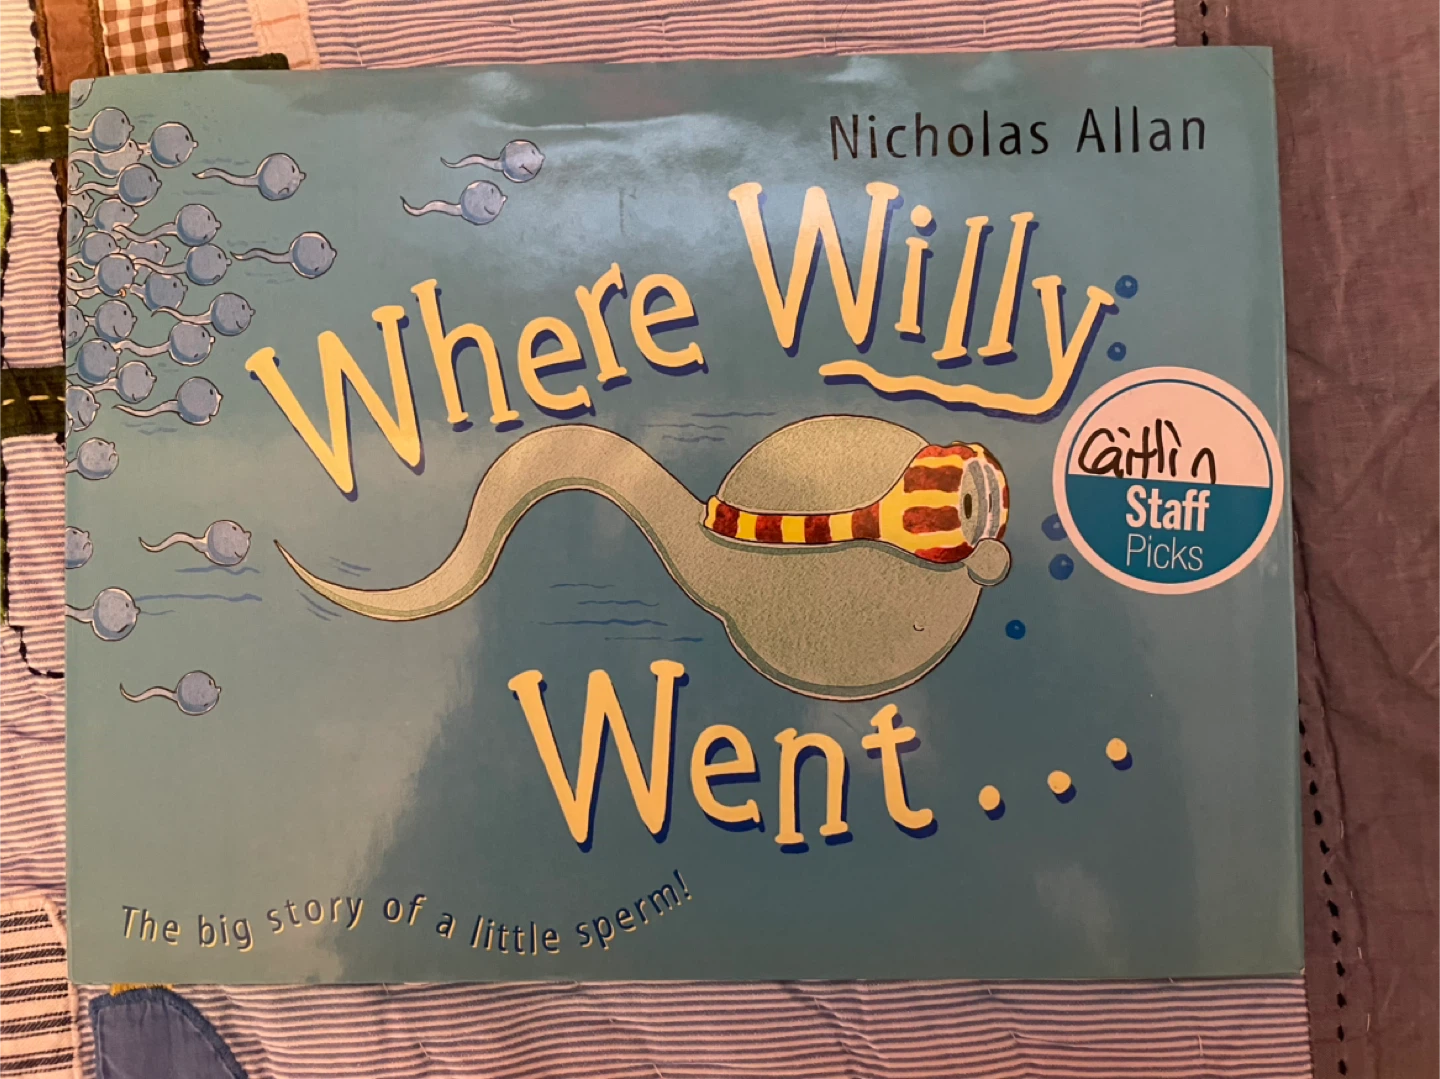 Nicholas Allan
Where Willy
Went...
Caitlin
Staff
Picks
The big story of a little sperm!